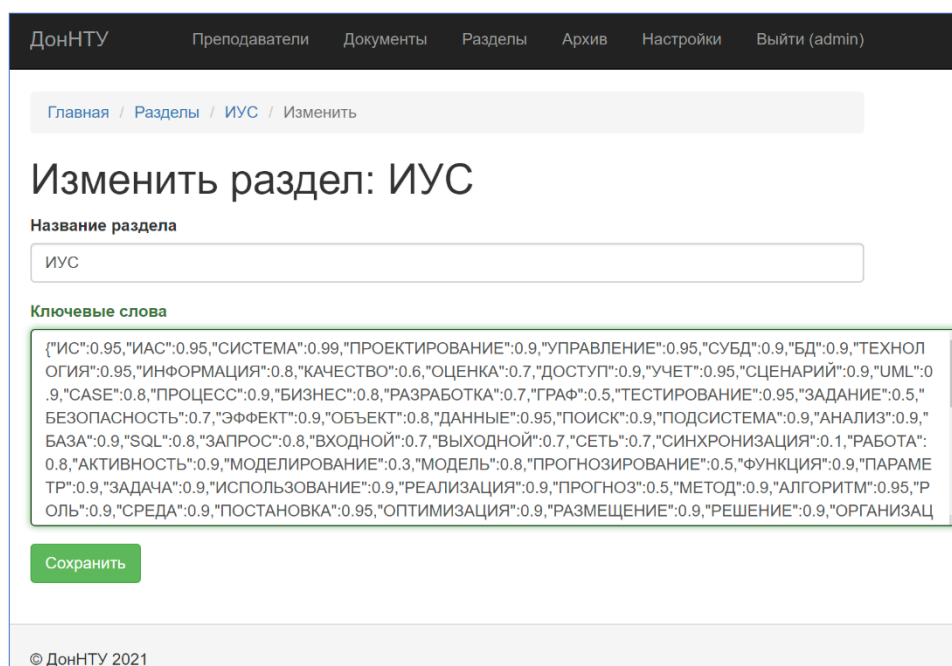 ДонНТУ Преподаватели Документы Разделы Архив Настройки Выйти (admin)
Главная / Разделы / ИУС / Изменить
Изменить раздел: ИУС
Название раздела
ИУС
Ключевые слова
{"ИС":0.95,"ИАС":0.95,"СИСТЕМА":0.99,"ПРОЕКТИРОВАНИЕ":0.9,"УПРАВЛЕНИЕ":0.95,"СУБД":0.9,"БД":0.9,"ТЕХНОЛ
ОГИЯ":0.95,"ИНФОРМАЦИЯ":0.8,"КАЧЕСТВО":0.6,"ОЦЕНКА":0.7,"ДОСТУП":0.9,"УЧЕТ":0.95,"СЦЕНАРИЙ":0.9,"UML":0
.9,"CASE":0.8,"ПРОЦЕСС":0.9,"БИЗНЕС":0.8,"РАЗРАБОТКА":0.7,"ГРАФ":0.5,"ТЕСТИРОВАНИЕ":0.95,"ЗАДАНИЕ":0.5,"
БЕЗОПАСНОСТЬ":0.7,"ЭФФЕКТ":0.9,"ОБЪЕКТ":0.8,"ДАННЫЕ":0.95,"ПОИСК":0.9,"ПОДСИСТЕМА":0.9,"АНАЛИЗ":0.9,"
БАЗА":0.9,"SQL":0.8,"ЗАПРОС":0.8,"ВХОДНОЙ":0.7,"ВЫХОДНОЙ":0.7,"СЕТЬ":0.7,"СИНХРОНИЗАЦИЯ":0.1,"РАБОТА":
0.8,"АКТИВНОСТЬ":0.9,"МОДЕЛИРОВАНИЕ":0.3,"МОДЕЛЬ":0.8,"ПРОГНОЗИРОВАНИЕ":0.5,"ФУНКЦИЯ":0.9,"ПАРАМЕ
ТР":0.9,"ЗАДАЧА":0.9,"ИСПОЛЬЗОВАНИЕ":0.9,"РЕАЛИЗАЦИЯ":0.9,"ПРОГНОЗ":0.5,"МЕТОД":0.9,"АЛГОРИТМ":0.95,"Р
ОЛЬ":0.9,"СРЕДА":0.9,"ПОСТАНОВКА":0.95,"ОПТИМИЗАЦИЯ":0.9,"РАЗМЕЩЕНИЕ":0.9,"РЕШЕНИЕ":0.9,"ОРГАНИЗАЦ
Сохранить
© ДонНТУ 2021